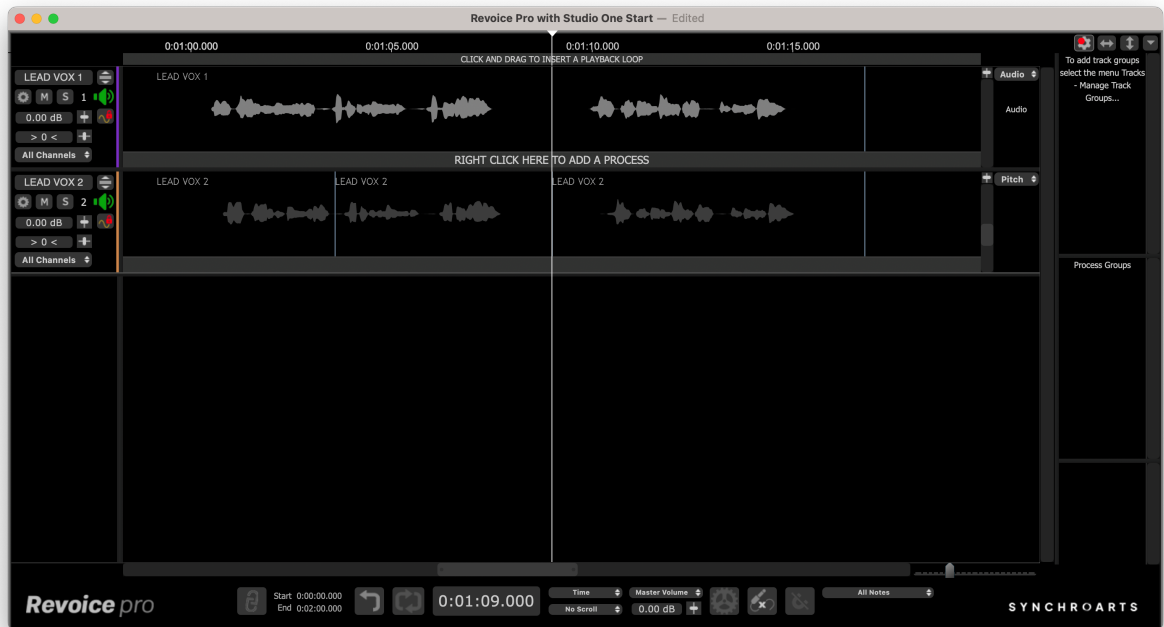 Revoice Pro with Studio One Start — Edited
0:01:00.000 0:01:05.000 0:01:10.000 0:01:15.000
CLICK AND DRAG TO INSERT A PLAYBACK LOOP
To add track groups
select the menu Tracks
- Manage Track
Groups...
LEAD VOX 1
LEAD VOX 1
Audio
M S 1
Audio
0.00 dB
> 0 <
All Channels
RIGHT CLICK HERE TO ADD A PROCESS
LEAD VOX 2
LEAD VOX 2 LEAD VOX 2 LEAD VOX 2
Pitch
M S 2
0.00 dB
> 0 <
All Channels
Process Groups
Revoice pro
Start 0:00:00.000
End 0:02:00.000
0:01:09.000
Time
No Scroll
Master Volume
0.00 dB
All Notes
SYNCHROARTS